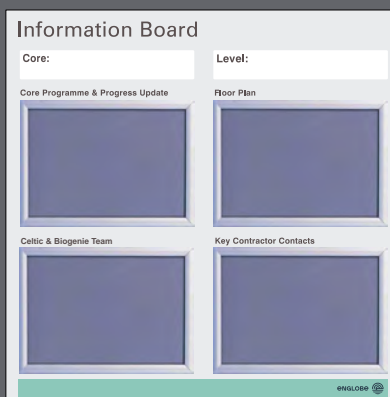 Information Board
Core:
Level:
Core Programme & Progress Update
Floor Plan
Celtic & Biogenie Team
Key Contractor Contacts
ENGLOBE